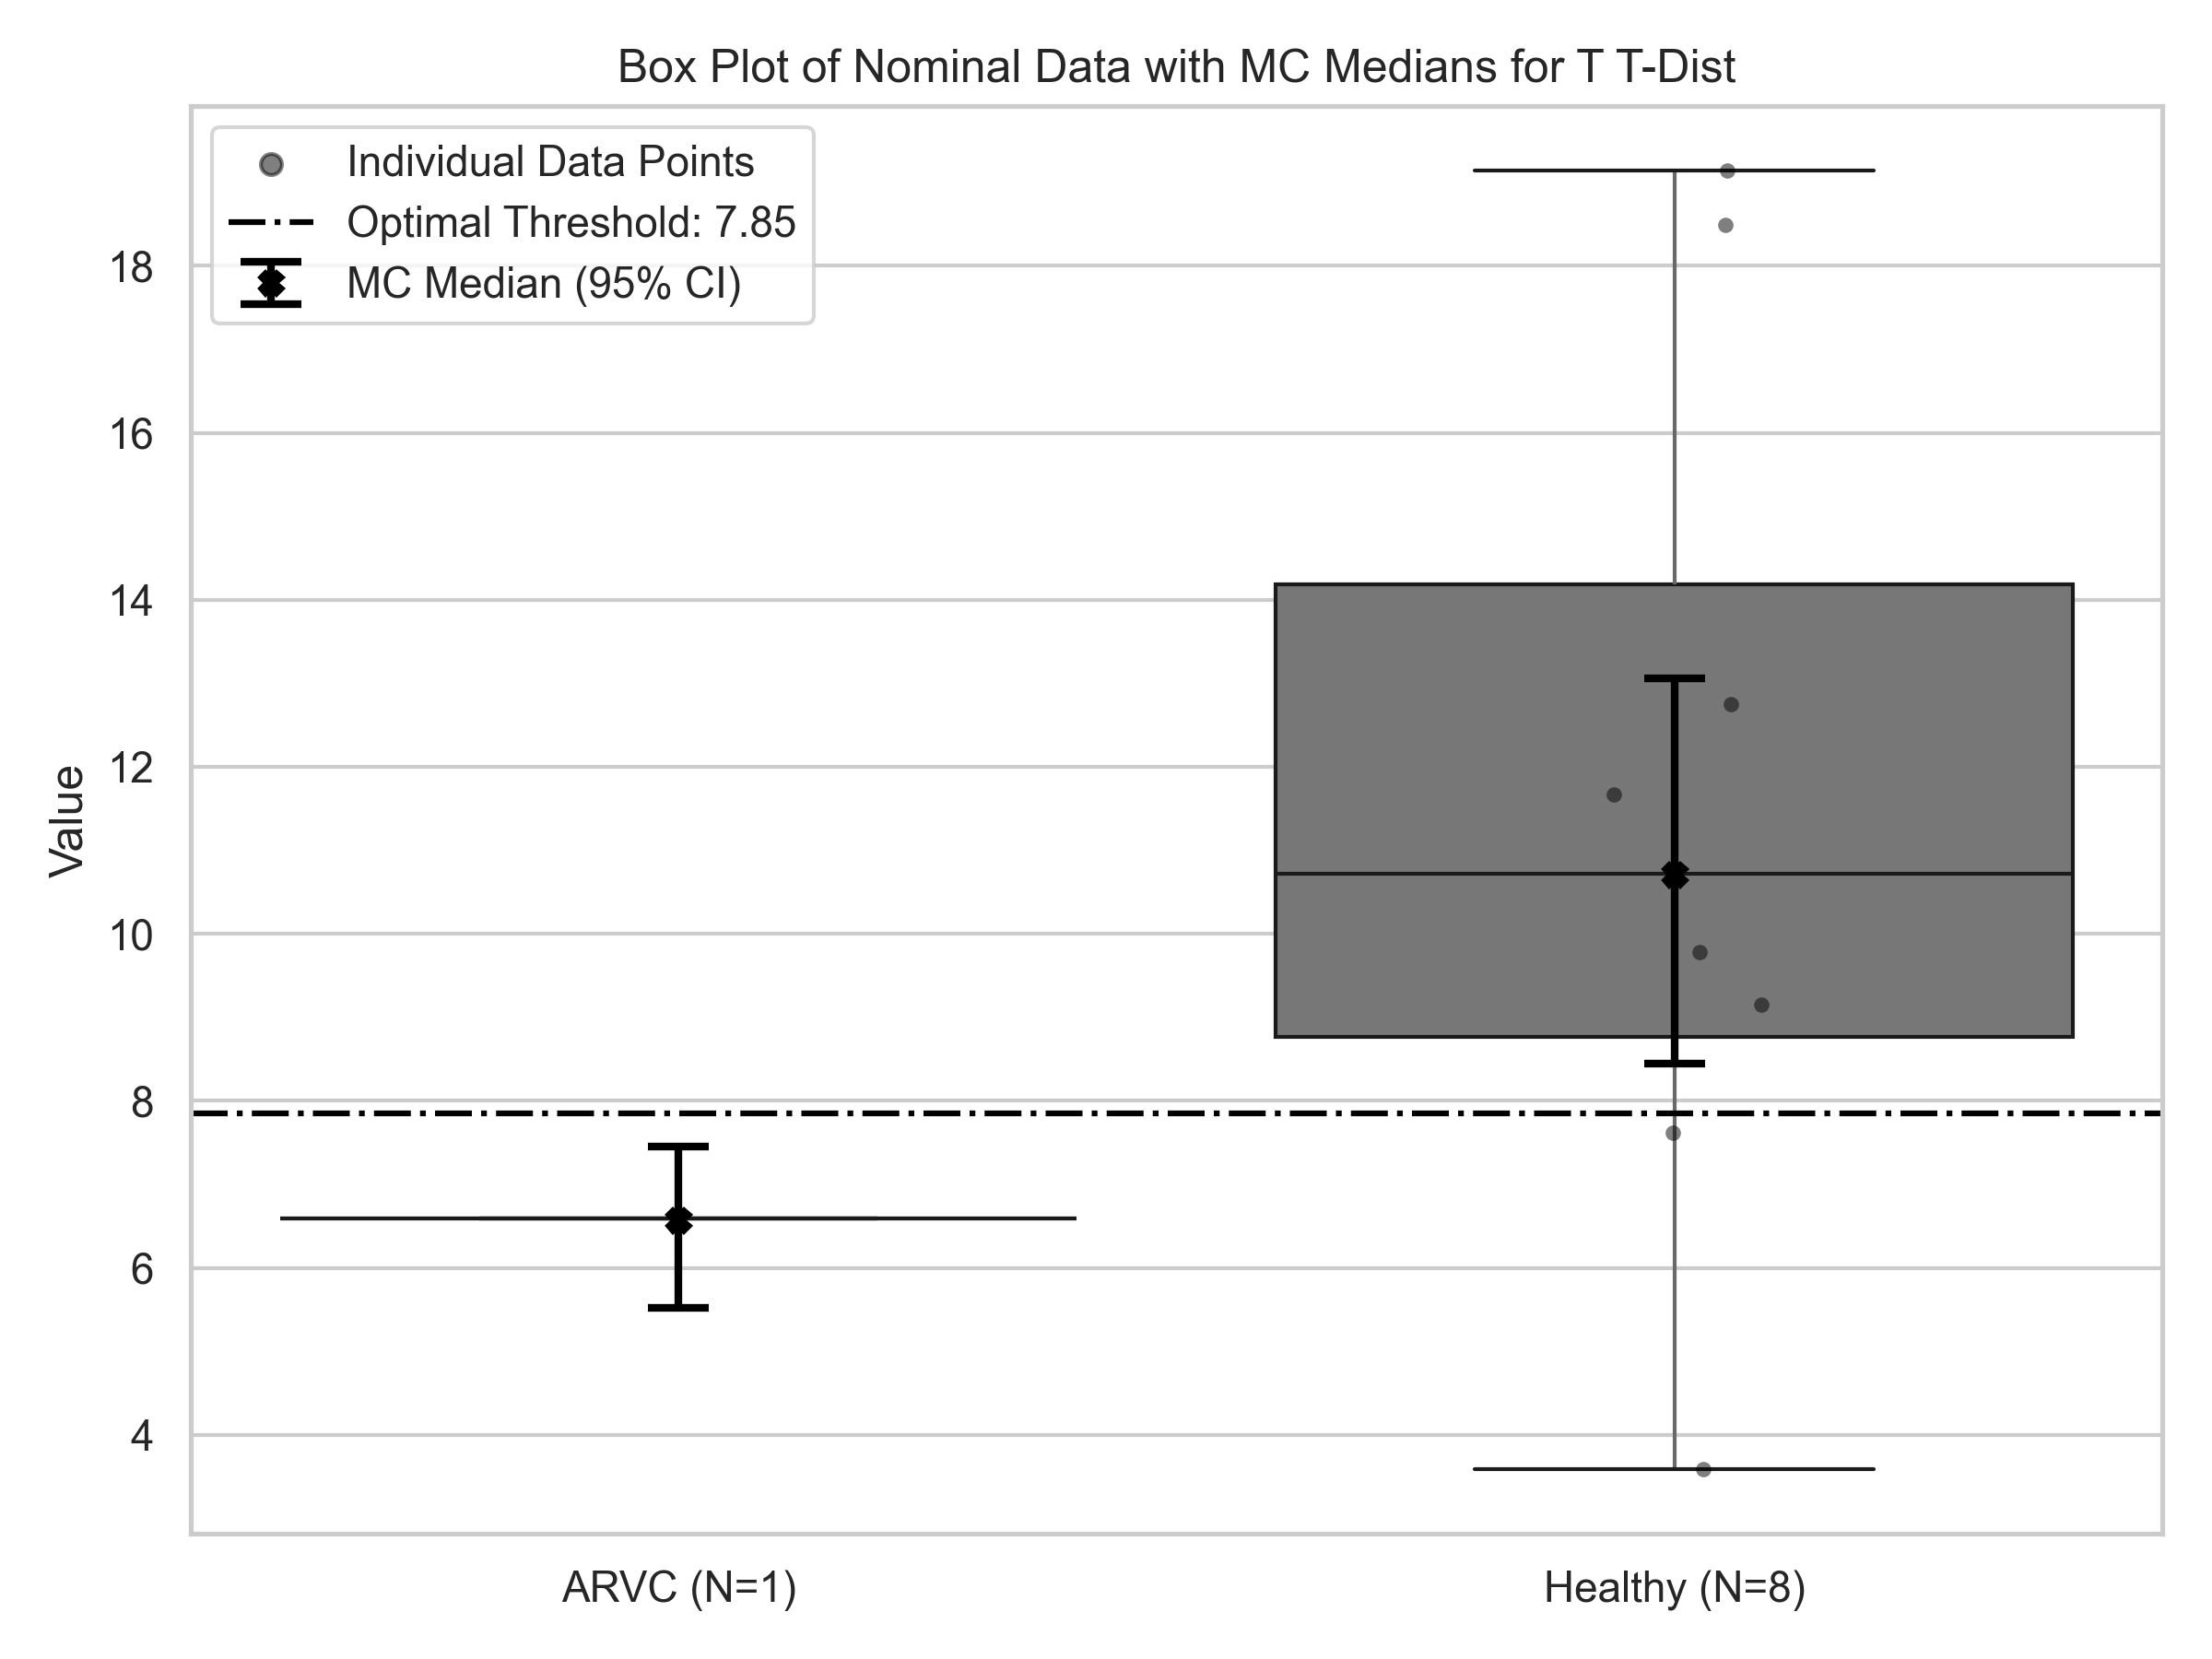 Box Plot of Nominal Data with MC Medians for T T-Dist
Individual Data Points
Optimal Threshold: 7.85
MC Median (95% CI)
Value
18
16
14
12
10
8
6
4
ARVC (N=1)
Healthy (N=8)